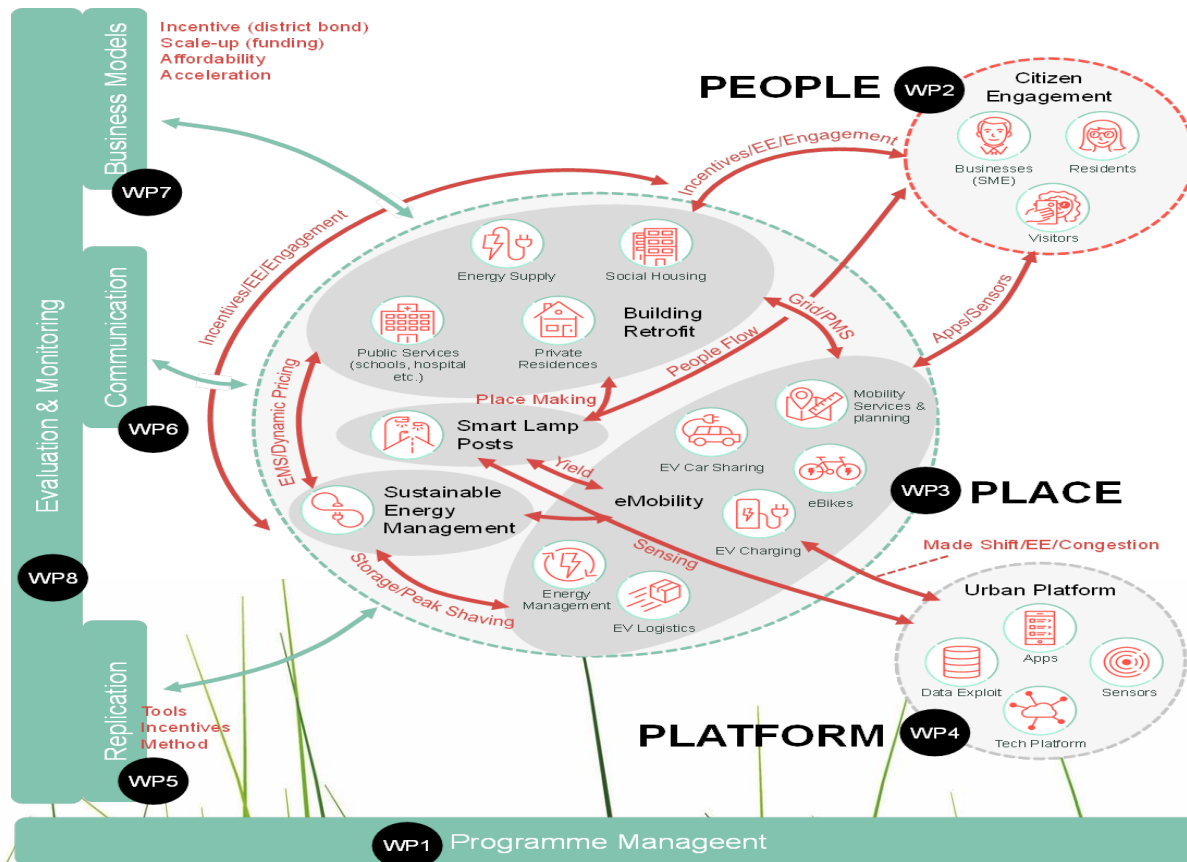 Incentive (district bond)
Scale-up (funding)
Affordability
Acceleration
Business Models
WP7
Communication
WP6
Evaluation & Monitoring
WP8
Replication
Tools
Incentives
Method
WP5
PEOPLE
WP2
Citizen
Engagement
Businesses
(SME)
Residents
Visitors
Incentives/EE/Engagement
Incentives/EE/Engagement
Apps/Sensors
Energy Supply
Social Housing
Building
Retrofit
Public Services
(schools, hospital
etc.)
Private
Residences
Grid/PMS
People Flow
Place Making
EMS/Dynamic Pricing
Smart Lamp
Posts
Yield
Sustainable
Energy
Management
eMobility
Mobility
Services &
planning
EV Car Sharing
eBikes
EV Charging
Sensing
Storage/Peak Shaving
Energy
Management
EV Logistics
WP3
PLACE
Made Shift/EE/Congestion
Urban Platform
Apps
Data Exploit
Sensors
Tech Platform
PLATFORM
WP4
WP1
Programme Manageent